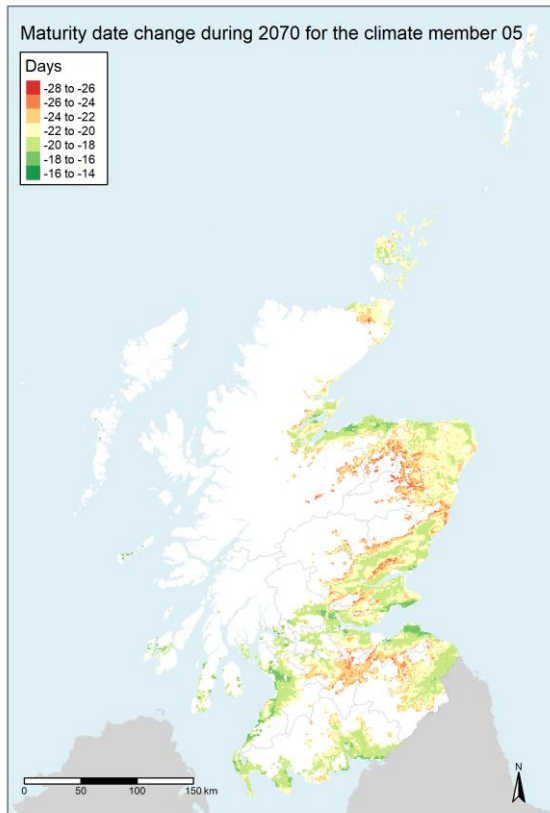 Maturity date change during 2070 for the climate member 05
Days
-28 to -26
-26 to -24
-24 to -22
-22 to -20
-20 to -18
-18 to -16
-16 to -14
0 50 100 150 km
N